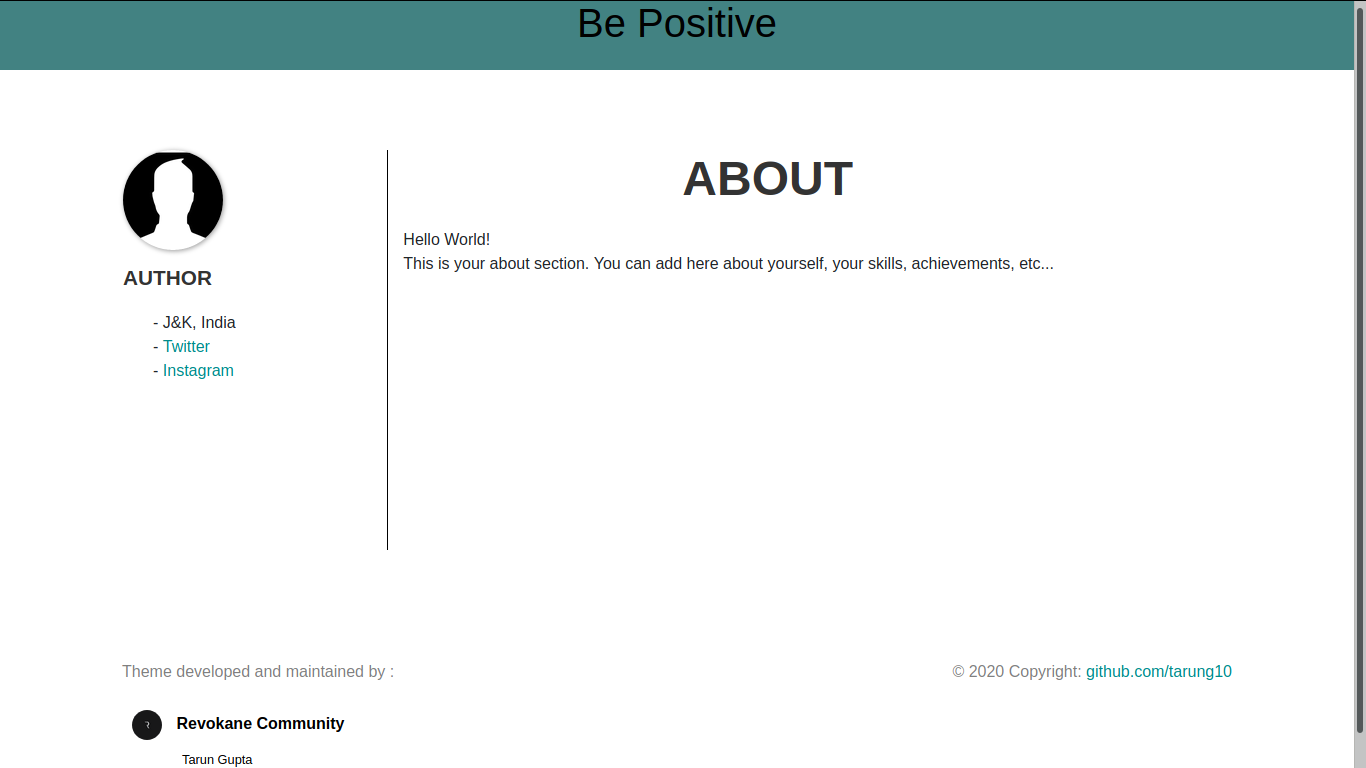 Be Positive
ABOUT
Hello World!
This is your about section. You can add here about yourself, your skills, achievements, etc...
AUTHOR
- J&K, India
- Twitter
- Instagram
Theme developed and maintained by :
© 2020 Copyright: github.com/tarung10
Revokane Community
Tarun Gupta